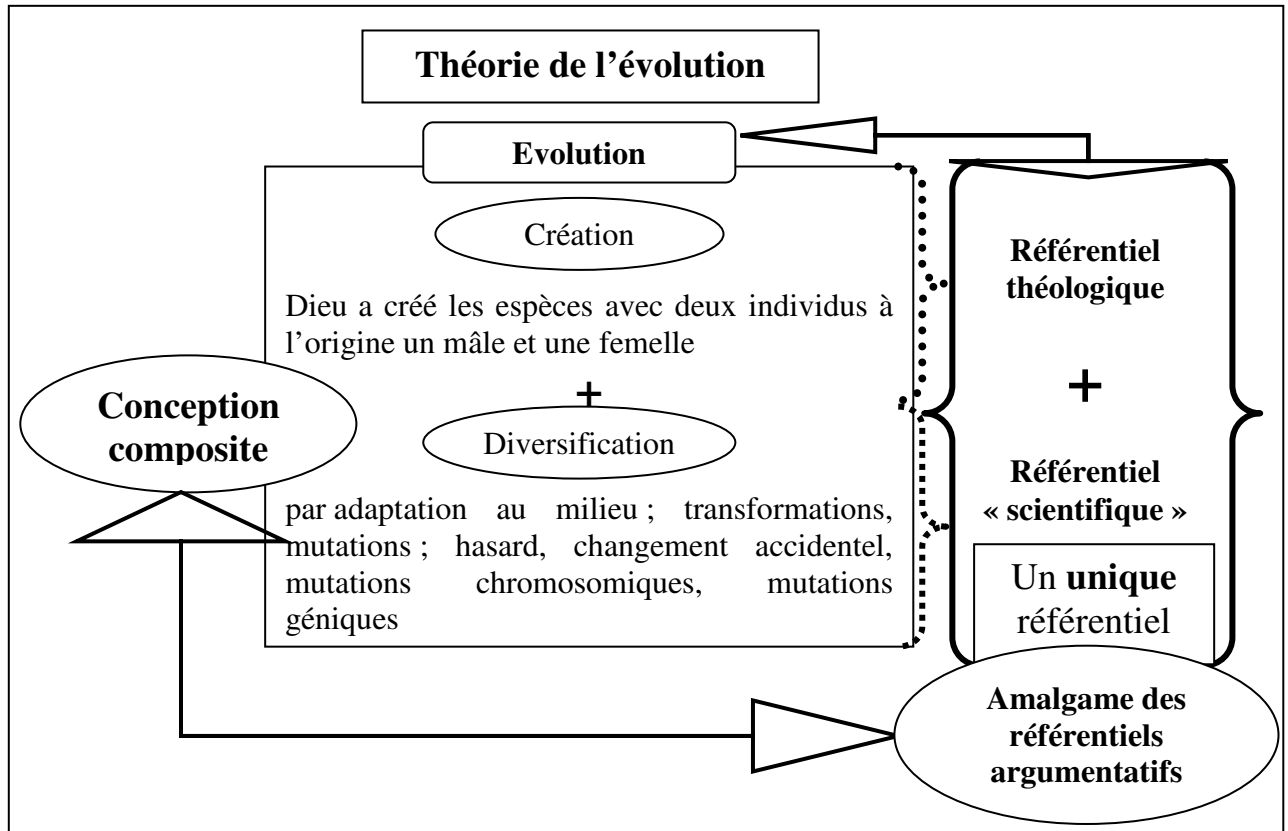 Théorie de l’évolution
Evolution
Création
Dieu a créé les espèces avec deux individus à
l’origine un mâle et une femelle
+
Diversification
par adaptation au milieu ; transformations,
mutations ; hasard, changement accidentel,
mutations chromosomiques, mutations
géniques
Conception
composite
Référentiel
théologique
+
Référentiel
« scientifique »
Un unique
référentiel
Amalgame des
référentiels
argumentatifs